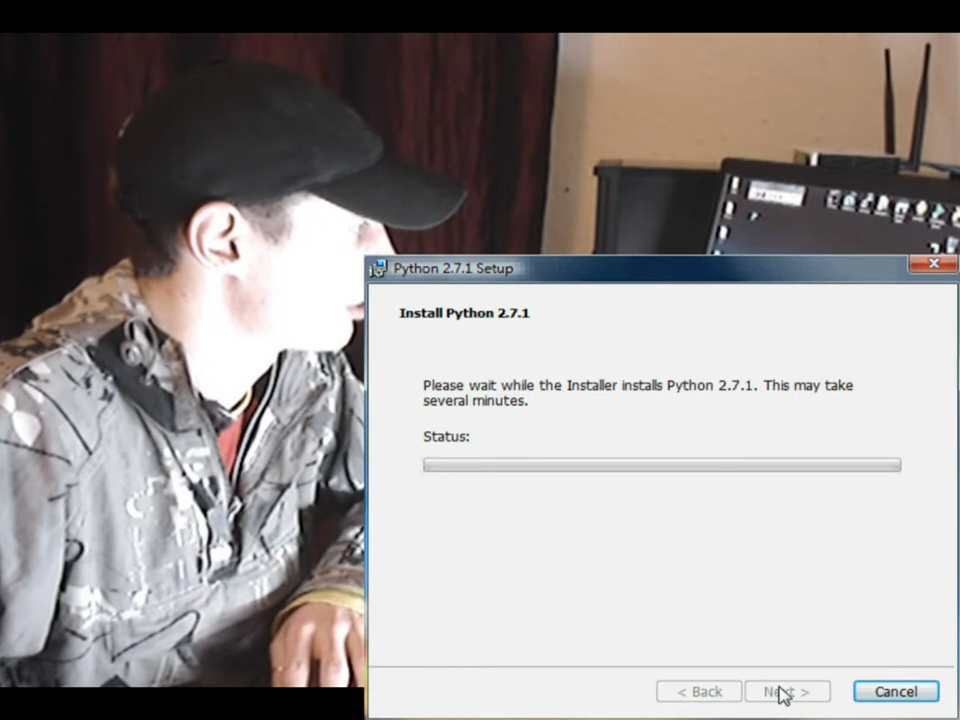 Python 2.7.1 Setup
Install Python 2.7.1
Please wait while the Installer installs Python 2.7.1. This may take
several minutes.
Status:
< Back
Next >
Cancel